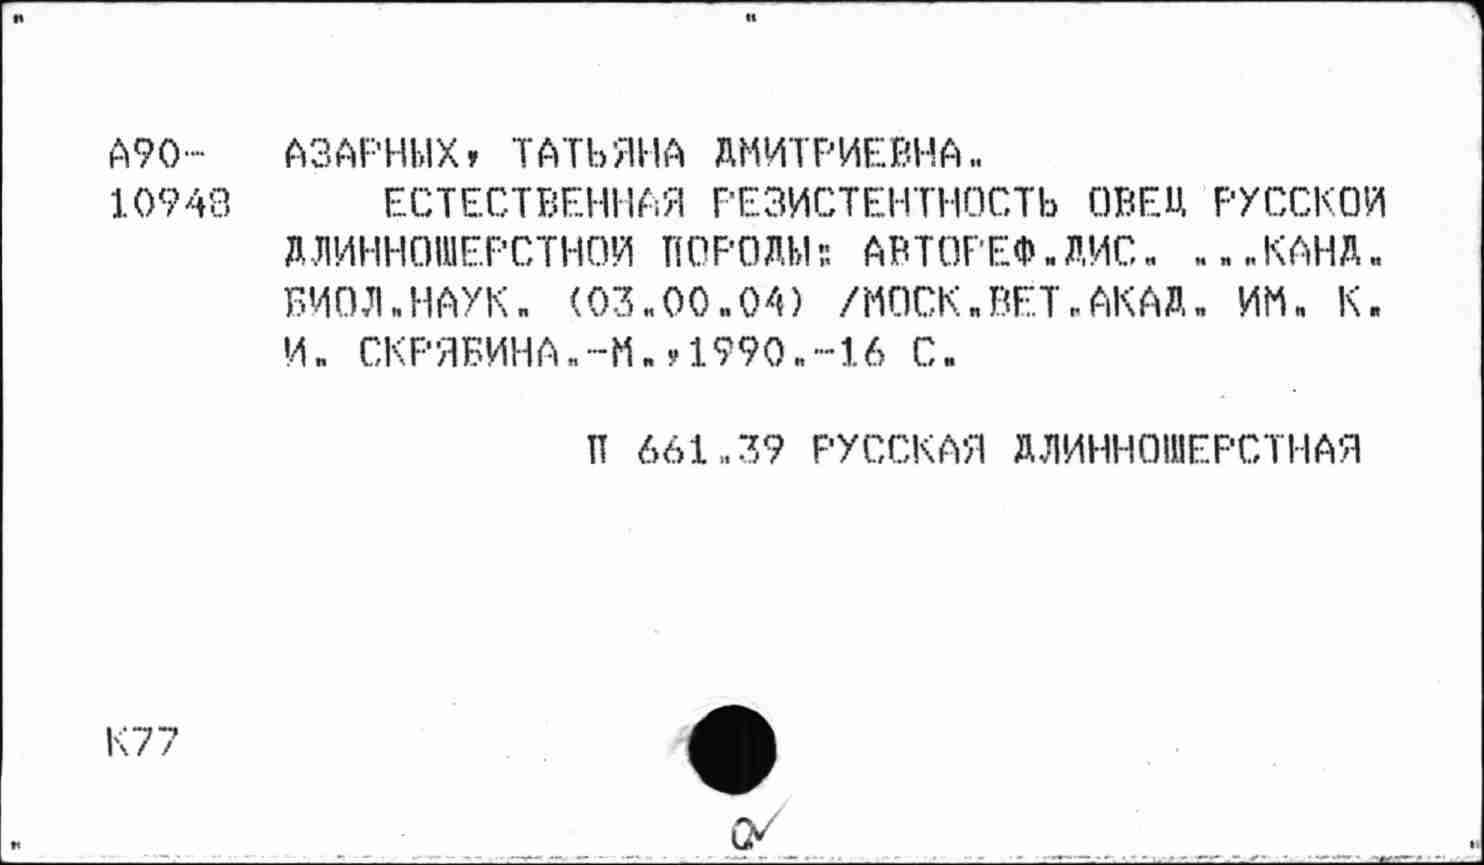 А90- АЗАРНЫХ, ТАТЬЯНА ДМИТРИЕВНА.
10948 ЕСТЕСТВЕННАЯ РЕЗИСТЕНТНОСТЬ ОВЕЦ РУССКОЙ
ДЛИННОШЕРСТНОЙ ПОРОДЫ: АВТОРЕФ.ДИС. ...КАНД.
БИОЛ.НАУК. (03.00.04) /МОСК.ВЕТ.АКАД. ИМ. К.
И. СКРЯБИНА.-М.,1990.-16 С.
П 661.39 РУССКАЯ ДЛИННОШЕРСТНАЯ
К77